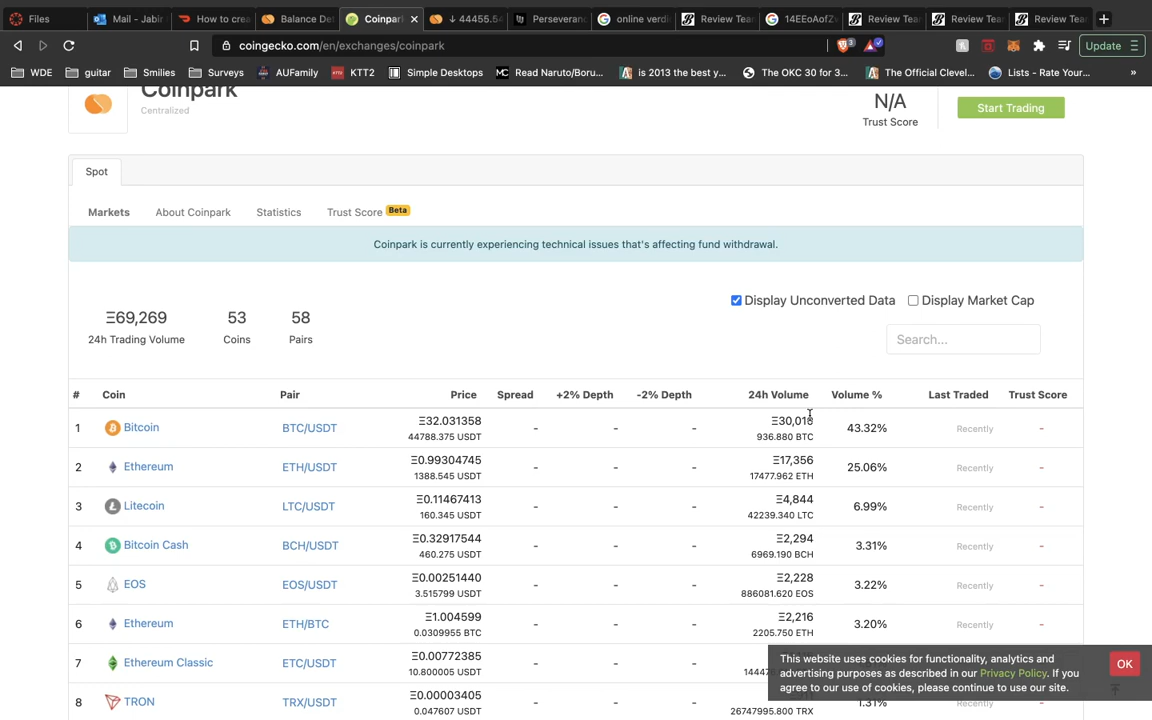 Files Mail - Jabir How to crea Balance Det Coinpark ↓ 44455.54 Perseveranc online verdi Review Tean 14EEoAofZv Review Tean Review Tean Review Tean
coingecko.com/en/exchanges/coinpark Update
WDE guitar Smilies Surveys AUFamily KTT2 Simple Desktops Read Naruto/Boru... is 2013 the best y... The OKC 30 for 3... The Official Clevel... Lists - Rate Your... »
Coinpark
Centralized
N/A
Trust Score
Start Trading
Spot
Markets About Coinpark Statistics Trust Score Beta
Coinpark is currently experiencing technical issues that's affecting fund withdrawal.
Display Unconverted Data Display Market Cap
Ξ69,269 53 58
24h Trading Volume Coins Pairs
Search...
# Coin Pair Price Spread +2% Depth -2% Depth 24h Volume Volume % Last Traded Trust Score
1 Bitcoin BTC/USDT Ξ32.031358 - - - Ξ30,016 43.32% Recently -
44788.375 USDT 936.880 BTC
2 Ethereum ETH/USDT Ξ0.99304745 - - - Ξ17,356 25.06% Recently -
1388.545 USDT 17477.962 ETH
3 Litecoin LTC/USDT Ξ0.11467413 - - - Ξ4,844 6.99% Recently -
160.345 USDT 42239.340 LTC
4 Bitcoin Cash BCH/USDT Ξ0.32917544 - - - Ξ2,294 3.31% Recently -
460.275 USDT 6969.190 BCH
5 EOS EOS/USDT Ξ0.00251440 - - - Ξ2,228 3.22% Recently -
3.515799 USDT 886081.620 EOS
6 Ethereum ETH/BTC Ξ1.004599 - - - Ξ2,216 3.20% Recently -
0.0309955 BTC 2205.750 ETH
7 Ethereum Classic ETC/USDT Ξ0.00772385 - -
10.800005 USDT
8 TRON TRX/USDT Ξ0.00003405 - - - 1.31% Recently -
0.047607 USDT 26747995.800 TRX
This website uses cookies for functionality, analytics and
advertising purposes as described in our Privacy Policy. If you
agree to our use of cookies, please continue to use our site.
OK